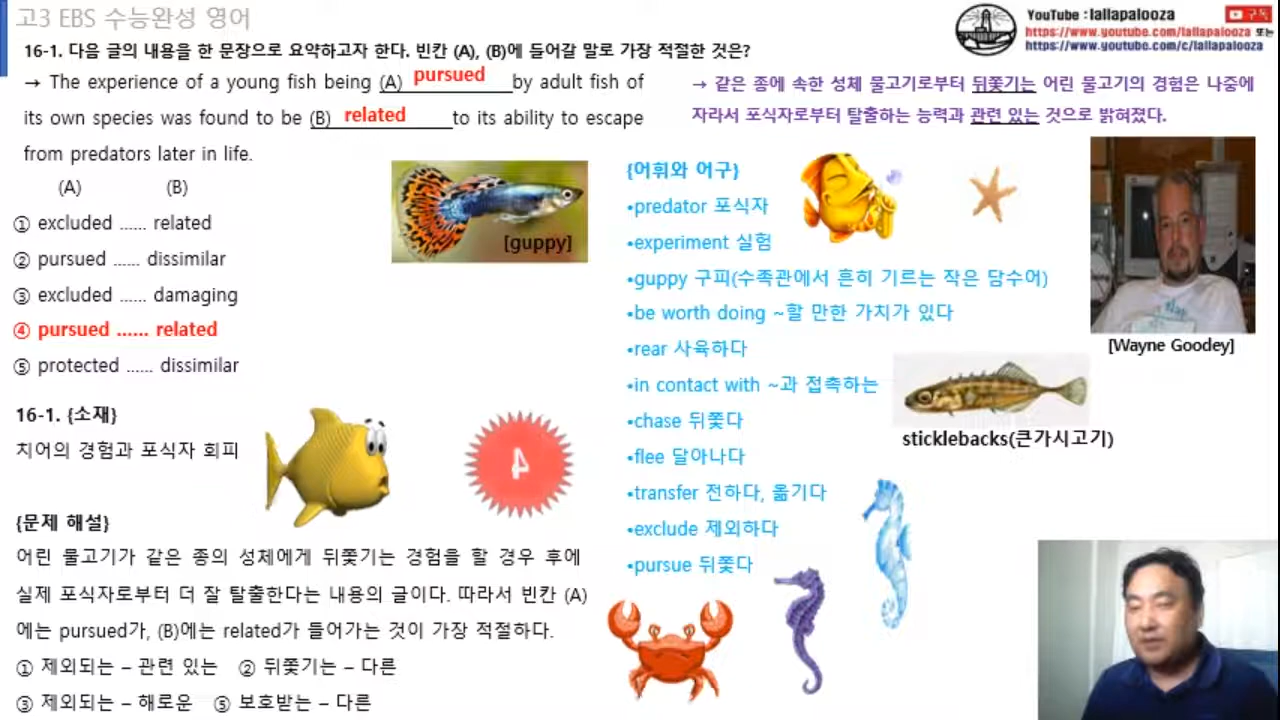 고3 EBS 수능완성 영어
YouTube : lallapalooza 구독
https://www.youtube.com/lallapalooza 또는
https://www.youtube.com/c/lallapalooza
16-1. 다음 글의 내용을 한 문장으로 요약하고자 한다. 빈칸 (A), (B)에 들어갈 말로 가장 적절한 것은?
→ The experience of a young fish being (A) pursued by adult fish of
its own species was found to be (B) related to its ability to escape
from predators later in life.
(A) (B)
① excluded ...... related
② pursued ...... dissimilar
③ excluded ...... damaging
④ pursued ...... related
⑤ protected ...... dissimilar
[guppy]
16-1. {소재}
치어의 경험과 포식자 회피
4
{문제 해설}
어린 물고기가 같은 종의 성체에게 뒤쫓기는 경험을 할 경우 후에
실제 포식자로부터 더 잘 탈출한다는 내용의 글이다. 따라서 빈칸 (A)
에는 pursued가, (B)에는 related가 들어가는 것이 가장 적절하다.
① 제외되는 – 관련 있는 ② 뒤쫓기는 – 다른
③ 제외되는 – 해로운 ⑤ 보호받는 – 다른
→ 같은 종에 속한 성체 물고기로부터 뒤쫓기는 어린 물고기의 경험은 나중에
자라서 포식자로부터 탈출하는 능력과 관련 있는 것으로 밝혀졌다.
{어휘와 어구}
•predator 포식자
•experiment 실험
•guppy 구피(수족관에서 흔히 기르는 작은 담수어)
•be worth doing ~할 만한 가치가 있다
•rear 사육하다
•in contact with ~과 접촉하는
•chase 뒤쫓다
•flee 달아나다
•transfer 전하다, 옮기다
•exclude 제외하다
•pursue 뒤쫓다
[Wayne Goodey]
sticklebacks(큰가시고기)